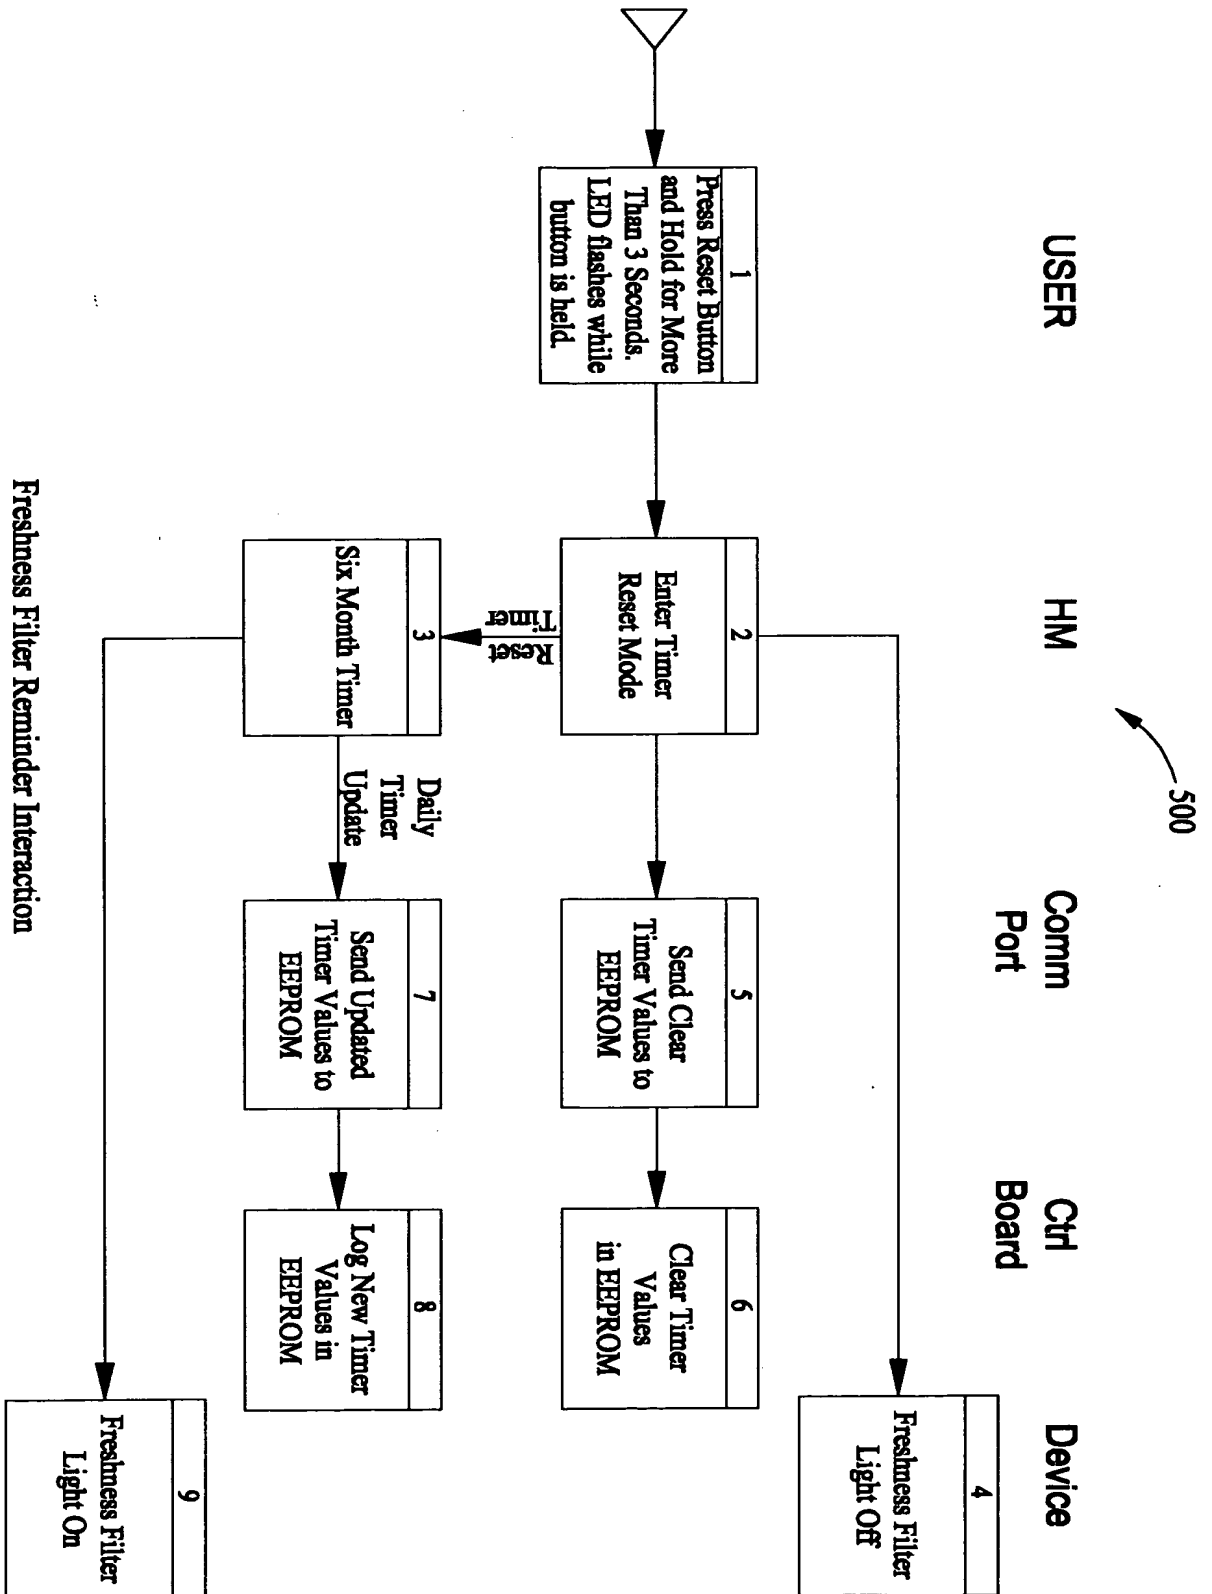 500
USER
HM
Comm
Port
Ctrl
Board
Device
1
Press Reset Button
and Hold for More
Than 3 Seconds.
LED flashes while
button is held.
2
Enter Timer
Reset Mode
Reset
Timer
3
Six Month Timer
Daily
Timer
Update
4
Freshness Filter
Light Off
5
Send Clear
Timer Values to
EEPROM
6
Clear Timer
Values
in EEPROM
7
Send Updated
Timer Values to
EEPROM
8
Log New Timer
Values in
EEPROM
9
Freshness Filter
Light On
Freshness Filter Reminder Interaction